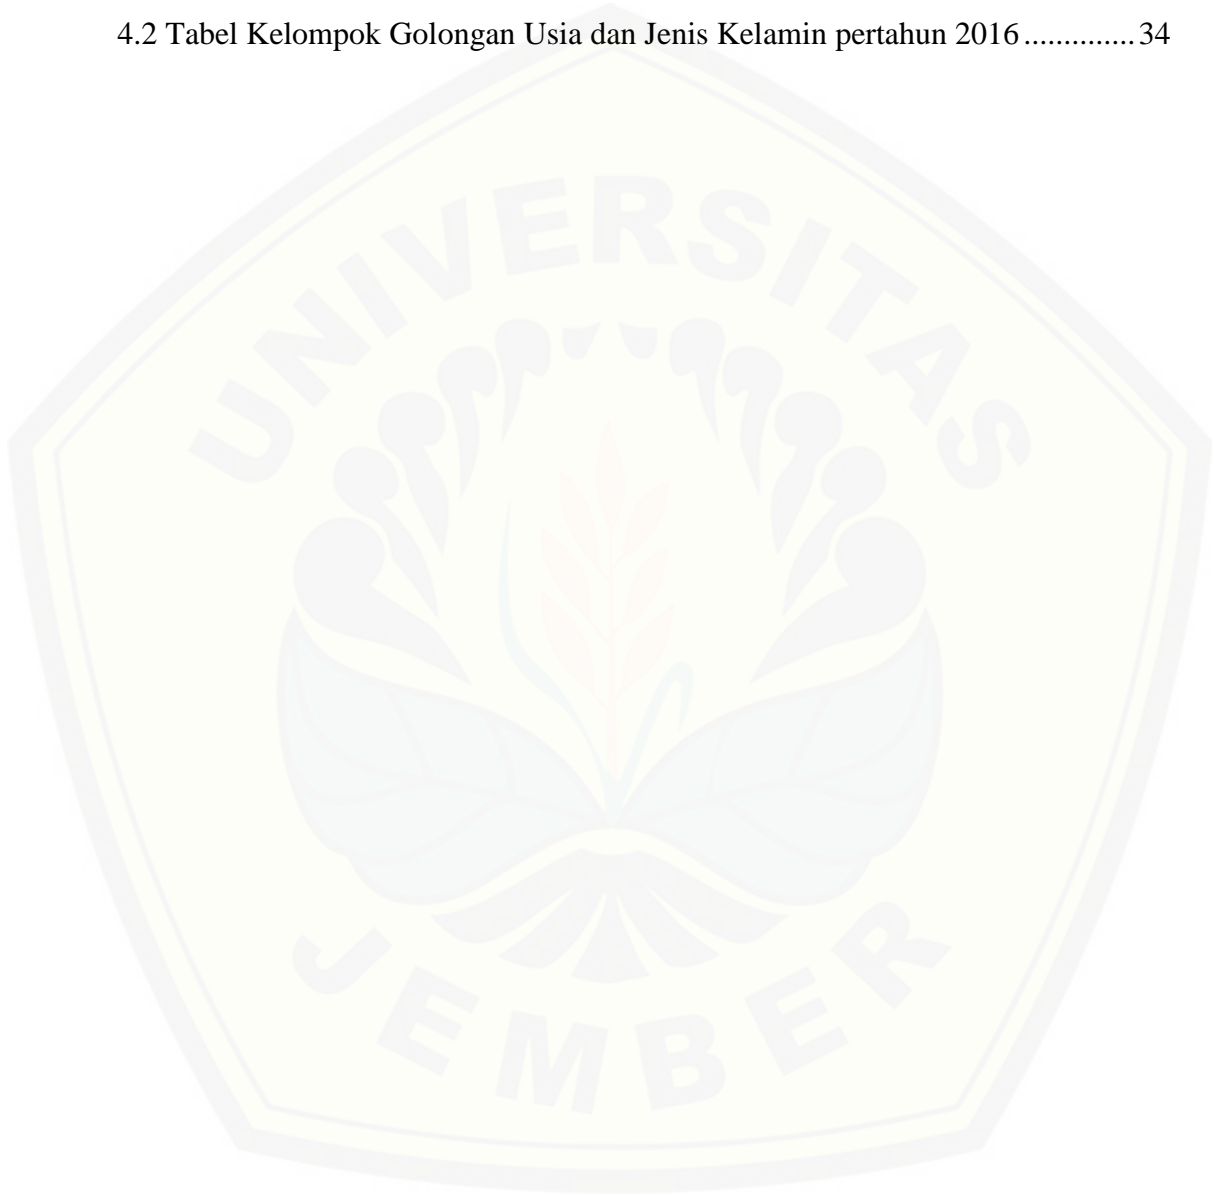 4.2 Tabel Kelompok Golongan Usia dan Jenis Kelamin pertahun 2016..............34
UNIVERSITAS
JEMBER